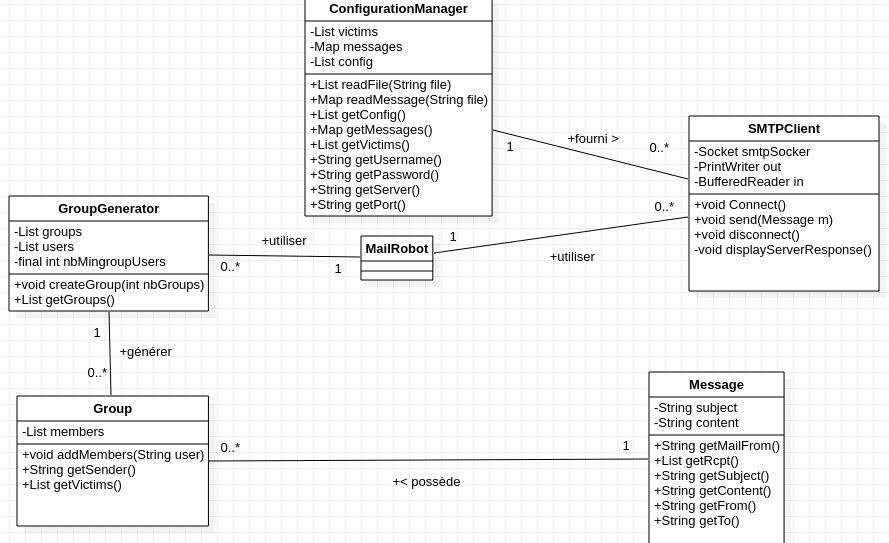 ConfigurationManager
-List victims
-Map messages
-List config
+List readFile(String file)
+Map readMessage(String file)
+List getConfig()
+Map getMessages()
+List getVictims()
+String getUsername()
+String getPassword()
+String getServer()
+String getPort()
1
+fourni >
0..*
SMTPClient
-Socket smtpSocker
-PrintWriter out
-BufferedReader in
+void Connect()
+void send(Message m)
+void disconnect()
-void displayServerResponse()
GroupGenerator
-List groups
-List users
-final int nbMingroupUsers
+void createGroup(int nbGroups)
+List getGroups()
+utiliser
0..*
1
MailRobot
1
0..*
+utiliser
1
+générer
0..*
Group
-List members
+void addMembers(String user)
+String getSender()
+List getVictims()
0..*
1
+< possède
Message
-String subject
-String content
+String getMailFrom()
+List getRcpt()
+String getSubject()
+String getContent()
+String getFrom()
+String getTo()